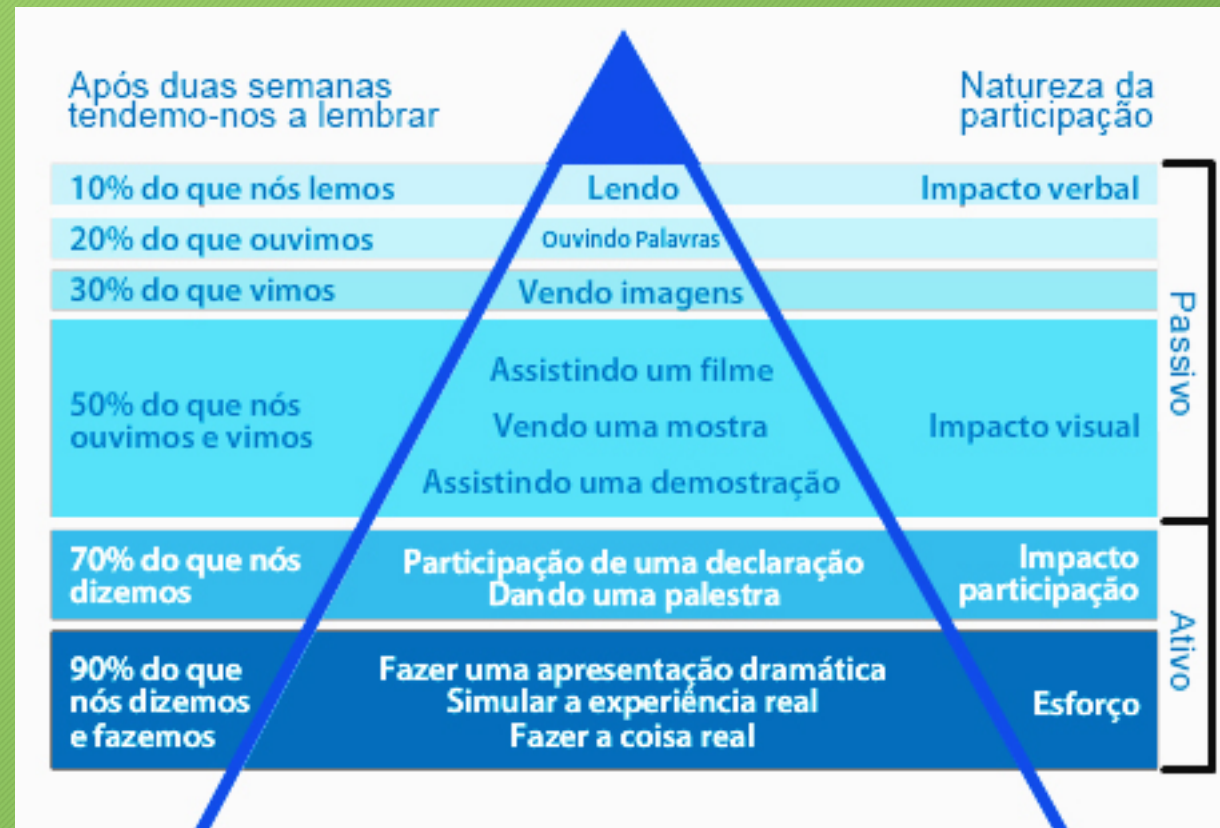 Após duas semanas
tendemo-nos a lembrar
Natureza da
participação
10% do que nós lemos
Lendo
Impacto verbal
20% do que ouvimos
Ouvindo Palavras
30% do que vimos
Vendo imagens
50% do que nós
ouvimos e vimos
Assistindo um filme
Vendo uma mostra
Assistindo uma demostração
Impacto visual
Passivo
70% do que nós
dizemos
Participação de uma declaração
Dando uma palestra
Impacto
participação
90% do que
nós dizemos
e fazemos
Fazer uma apresentação dramática
Simular a experiência real
Fazer a coisa real
Esforço
Ativo